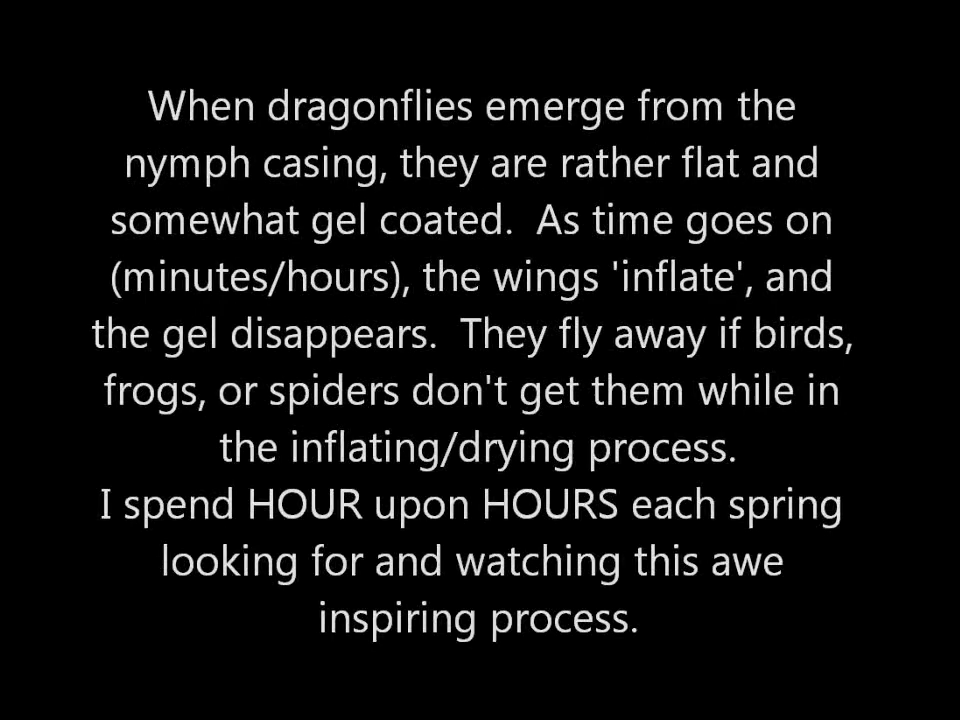 When dragonflies emerge from the
nymph casing, they are rather flat and
somewhat gel coated.  As time goes on
(minutes/hours), the wings 'inflate', and
the gel disappears.  They fly away if birds,
frogs, or spiders don't get them while in
the inflating/drying process.
I spend HOUR upon HOURS each spring
looking for and watching this awe
inspiring process.